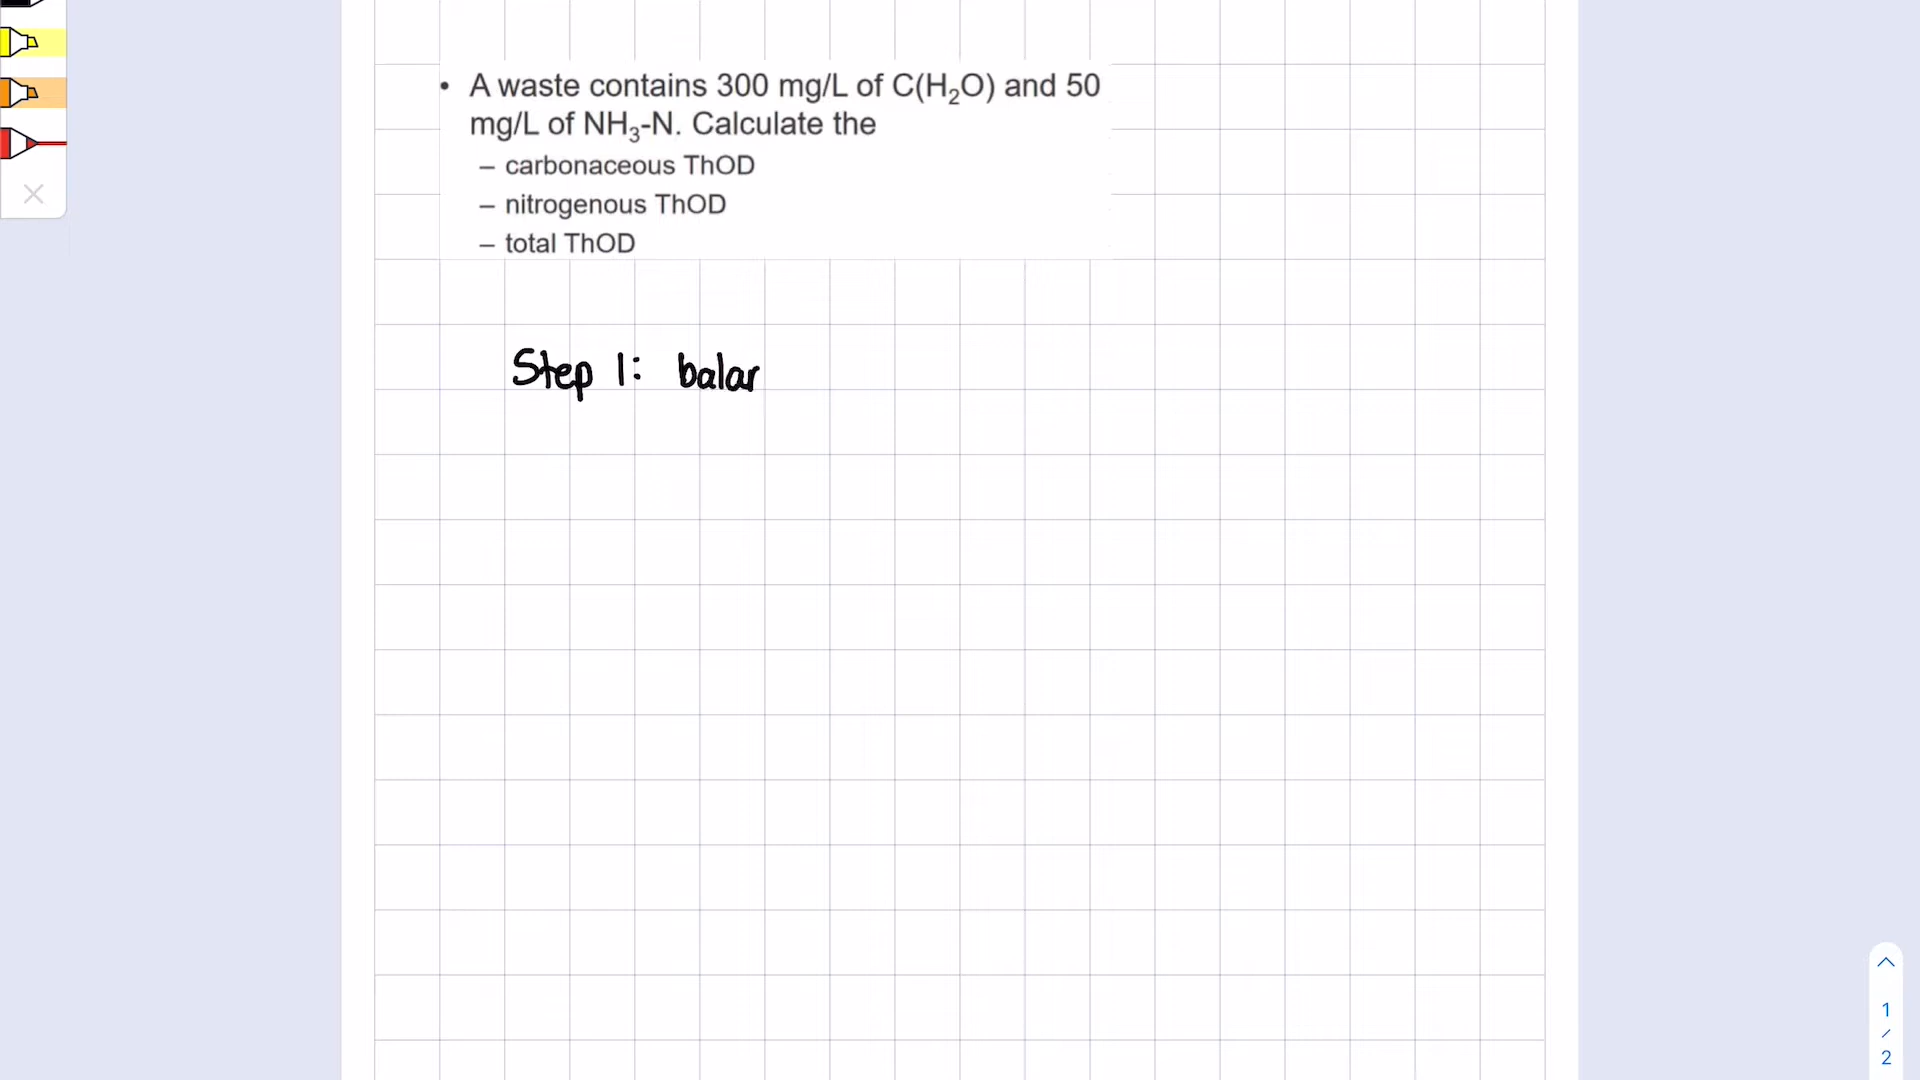 • A waste contains 300 mg/L of C(H₂O) and 50
mg/L of NH₃-N. Calculate the
– carbonaceous ThOD
– nitrogenous ThOD
– total ThOD
Step 1: balar
1
/
2